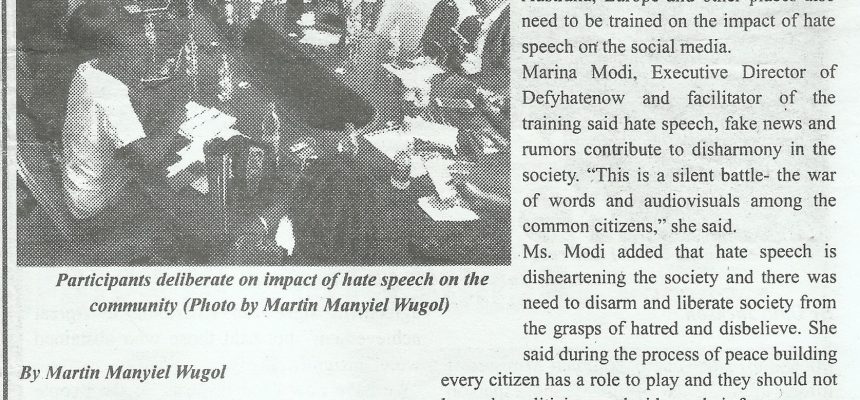 Participants deliberate on impact of hate speech on the
community (Photo by Martin Manyiel Wugol)
By Martin Manyiel Wugol
Australia, Europe and other places also
need to be trained on the impact of hate
speech on the social media.
Marina Modi, Executive Director of
Defyhatenow and facilitator of the
training said hate speech, fake news and
rumors contribute to disharmony in the
society. “This is a silent battle- the war
of words and audiovisuals among the
common citizens,” she said.
Ms. Modi added that hate speech is
disheartening the society and there was
need to disarm and liberate society from
the grasps of hatred and disbelieve. She
said during the process of peace building
every citizen has a role to play and they should not